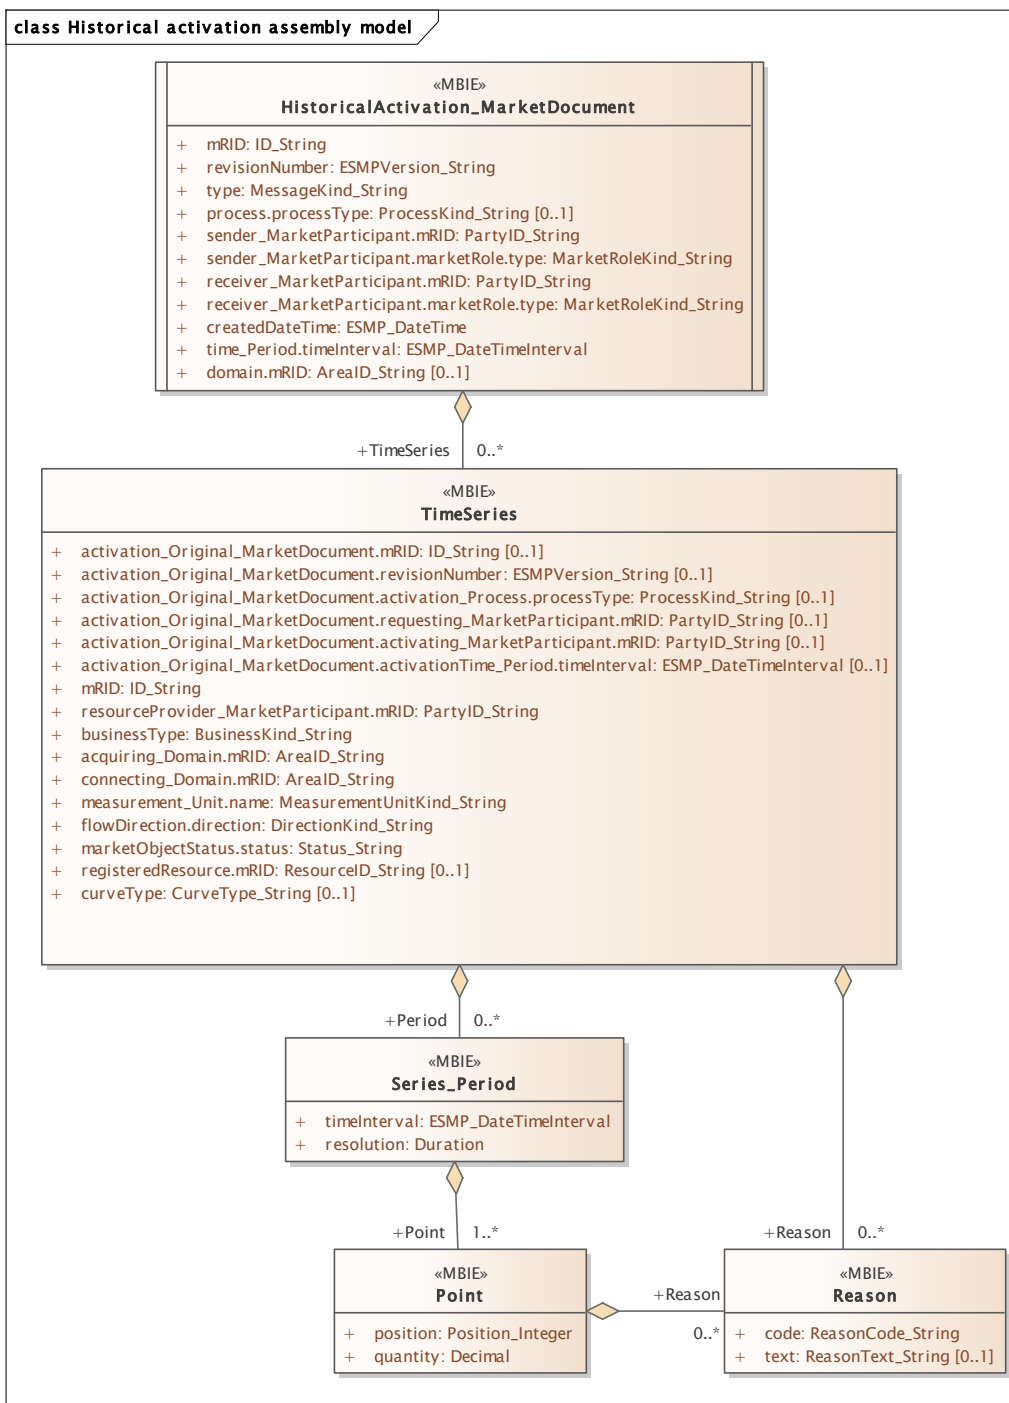 class Historical activation assembly model
«MBIE»
HistoricalActivation_MarketDocument
+ mRID: ID_String
+ revisionNumber: ESMPVersion_String
+ type: MessageKind_String
+ process.processType: ProcessKind_String [0..1]
+ sender_MarketParticipant.mRID: PartyID_String
+ sender_MarketParticipant.marketRole.type: MarketRoleKind_String
+ receiver_MarketParticipant.mRID: PartyID_String
+ receiver_MarketParticipant.marketRole.type: MarketRoleKind_String
+ createdDateTime: ESMP_DateTime
+ time_Period.timeInterval: ESMP_DateTimeInterval
+ domain.mRID: AreaID_String [0..1]
+TimeSeries 0..*
«MBIE»
TimeSeries
+ activation_Original_MarketDocument.mRID: ID_String [0..1]
+ activation_Original_MarketDocument.revisionNumber: ESMPVersion_String [0..1]
+ activation_Original_MarketDocument.activation_Process.processType: ProcessKind_String [0..1]
+ activation_Original_MarketDocument.requesting_MarketParticipant.mRID: PartyID_String [0..1]
+ activation_Original_MarketDocument.activating_MarketParticipant.mRID: PartyID_String [0..1]
+ activation_Original_MarketDocument.activationTime_Period.timeInterval: ESMP_DateTimeInterval [0..1]
+ mRID: ID_String
+ resourceProvider_MarketParticipant.mRID: PartyID_String
+ businessType: BusinessKind_String
+ acquiring_Domain.mRID: AreaID_String
+ connecting_Domain.mRID: AreaID_String
+ measurement_Unit.name: MeasurementUnitKind_String
+ flowDirection.direction: DirectionKind_String
+ marketObjectStatus.status: Status_String
+ registeredResource.mRID: ResourceID_String [0..1]
+ curveType: CurveType_String [0..1]
+Period 0..*
«MBIE»
Series_Period
+ timeInterval: ESMP_DateTimeInterval
+ resolution: Duration
+Point 1..*
+Reason 0..*
«MBIE»
Point
+ position: Position_Integer
+ quantity: Decimal
+Reason
0..*
«MBIE»
Reason
+ code: ReasonCode_String
+ text: ReasonText_String [0..1]